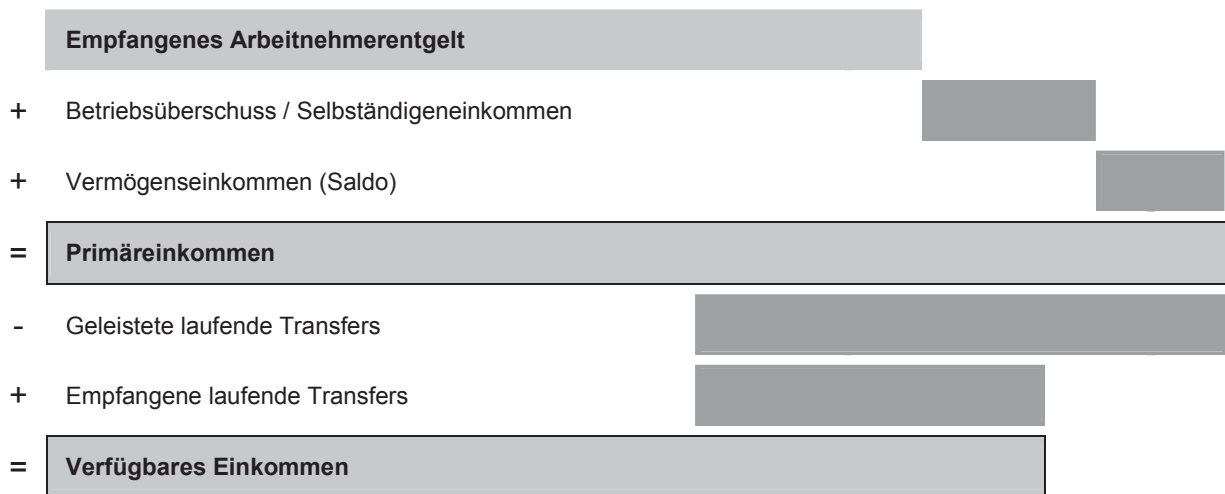 Empfangenes Arbeitnehmerentgelt
+ Betriebsüberschuss / Selbständigeneinkommen
+ Vermögenseinkommen (Saldo)
= Primäreinkommen
- Geleistete laufende Transfers
+ Empfangene laufende Transfers
= Verfügbares Einkommen